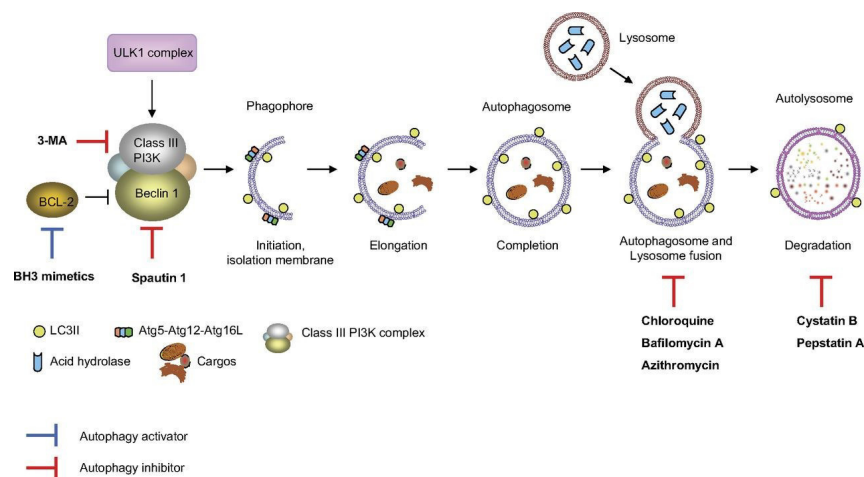 ULK1 complex
Lysosome
Phagophore
Autophagosome
Autolysosome
3-MA
Class III
PI3K
BCL-2
Beclin 1
Initiation,
isolation membrane
Elongation
Completion
Autophagosome and
Lysosome fusion
Degradation
BH3 mimetics
Spautin 1
Chloroquine
Bafilomycin A
Azithromycin
Cystatin B
Pepstatin A
LC3II
Atg5-Atg12-Atg16L
Class III PI3K complex
Acid hydrolase
Cargos
Autophagy activator
Autophagy inhibitor